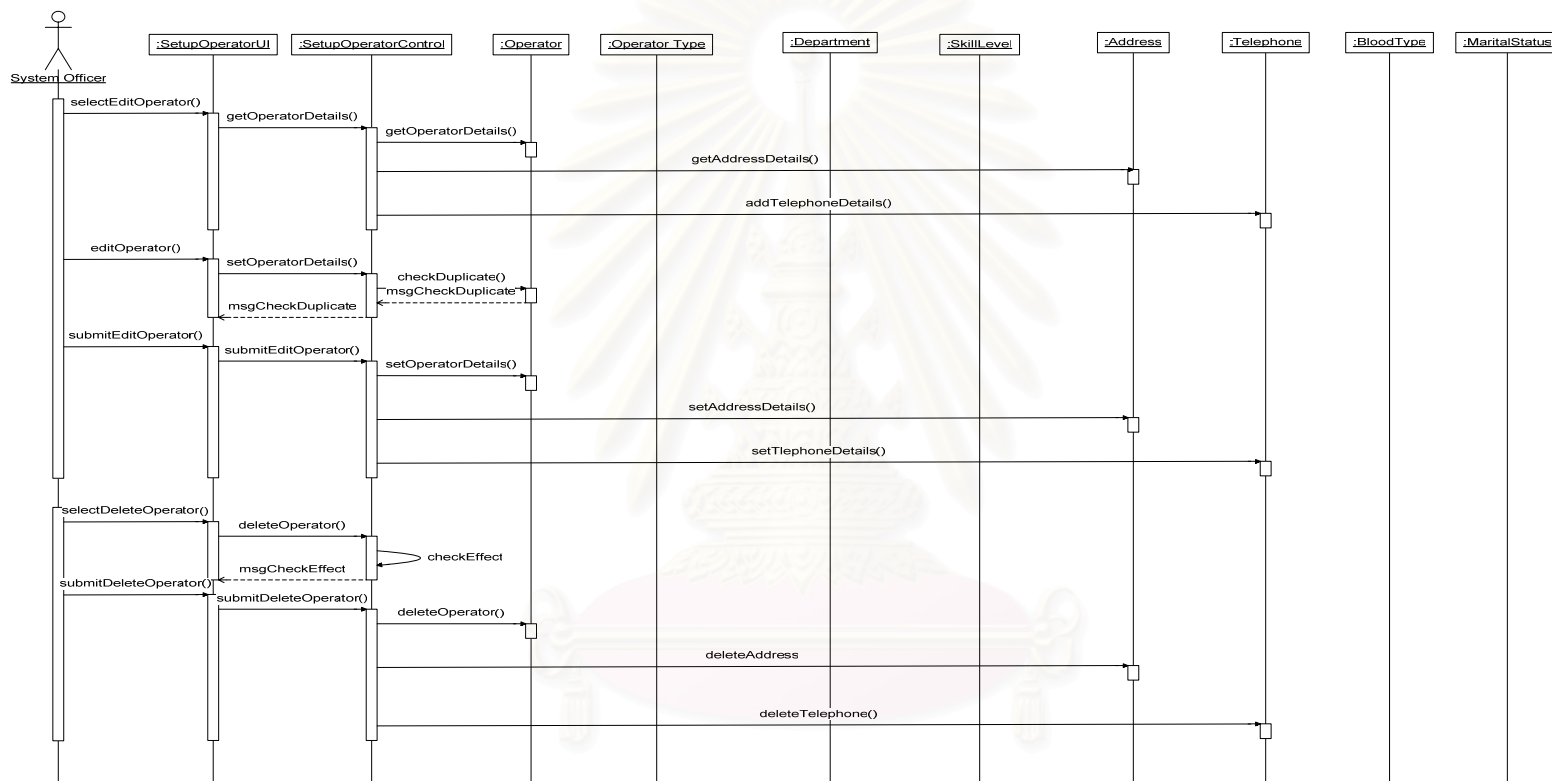 :SetupOperatorUI :SetupOperatorControl :Operator :Operator Type :Department :SkillLevel :Address :Telephone :BloodType :MaritalStatus
System Officer
selectEditOperator()
getOperatorDetails()
getOperatorDetails()
getAddressDetails()
addTelephoneDetails()
editOperator()
setOperatorDetails()
checkDuplicate()
msgCheckDuplicate
msgCheckDuplicate
submitEditOperator()
submitEditOperator()
setOperatorDetails()
setAddressDetails()
setTlephoneDetails()
selectDeleteOperator()
deleteOperator()
checkEffect
msgCheckEffect
submitDeleteOperator()
submitDeleteOperator()
deleteOperator()
deleteAddress
deleteTelephone()